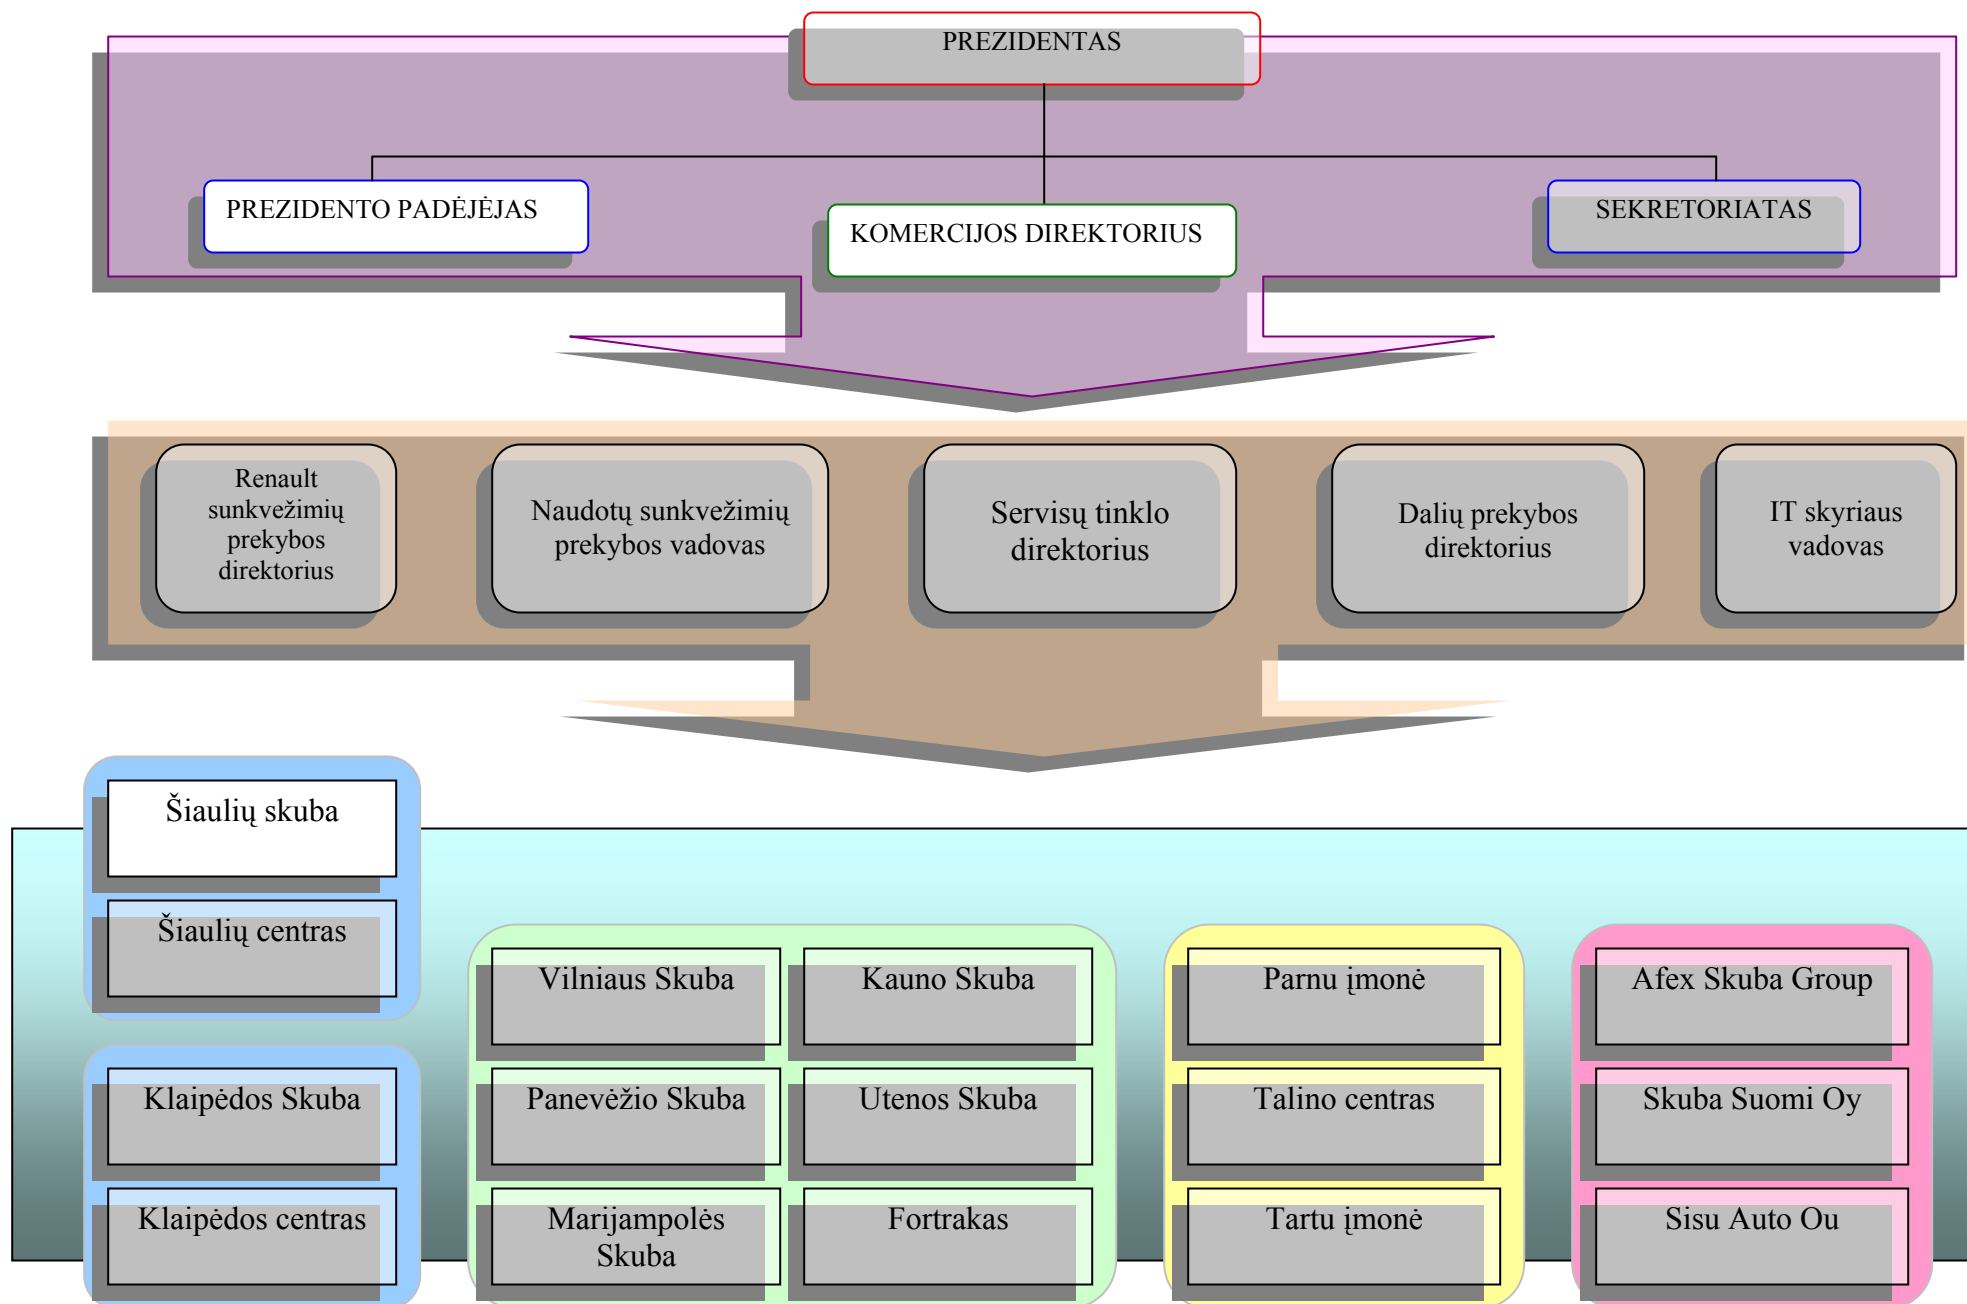 PREZIDENTAS
PREZIDENTO PADĖJĖJAS
KOMERCIJOS DIREKTORIUS
SEKRETORIATAS
Renault
sunkvežimių
prekybos
direktorius
Naudotų sunkvežimių
prekybos vadovas
Servisų tinklo
direktorius
Dalių prekybos
direktorius
IT skyriaus
vadovas
Šiaulių skuba
Šiaulių centras
Klaipėdos Skuba
Klaipėdos centras
Vilniaus Skuba
Kauno Skuba
Panevėžio Skuba
Utenos Skuba
Marijampolės
Skuba
Fortrakas
Parnu įmonė
Talino centras
Tartu įmonė
Afex Skuba Group
Skuba Suomi Oy
Sisu Auto Ou